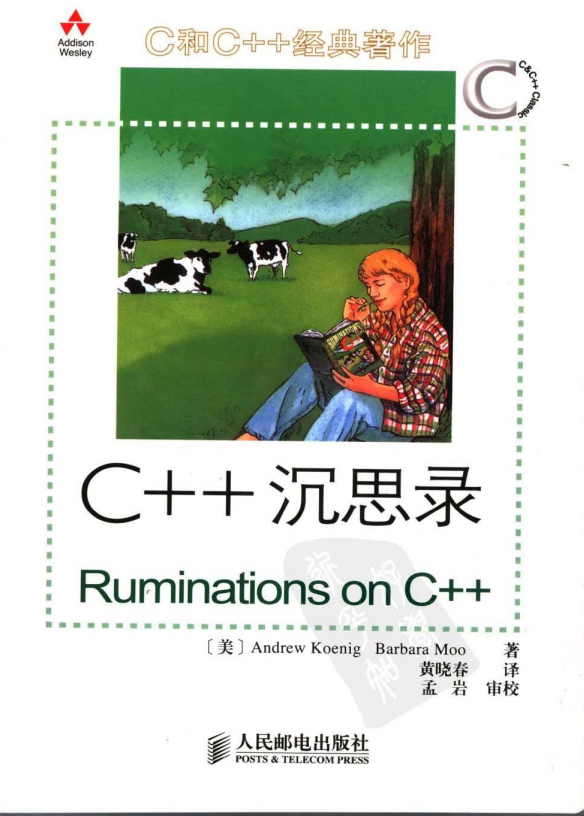 Addison
Wesley
C和C++经典著作
C
C&C++ Classic
RUMINATIONS
C++沉思录
Ruminations on C++
〔美〕Andrew Koenig Barbara Moo 著
黄晓春 译
孟岩 审校
人民邮电出版社
POSTS & TELECOM PRESS